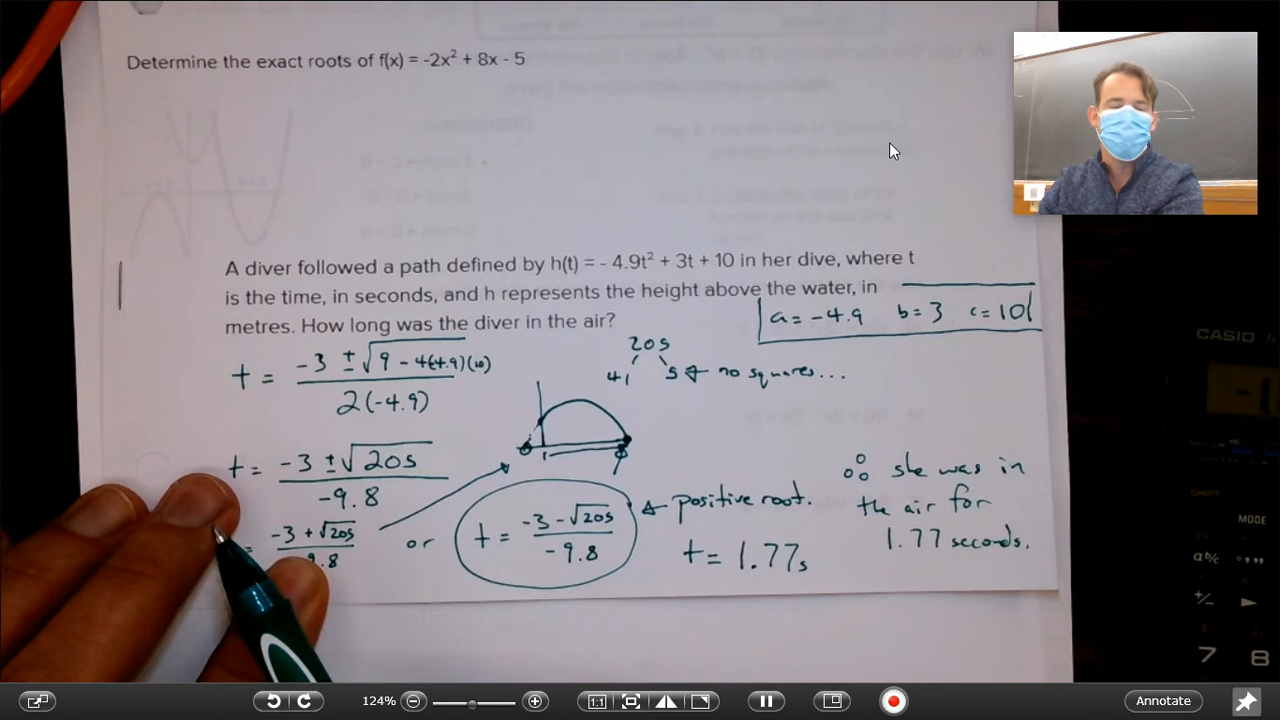 Determine the exact roots of f(x) = -2x² + 8x - 5
A diver followed a path defined by h(t) = - 4.9t² + 3t + 10 in her dive, where t
is the time, in seconds, and h represents the height above the water, in
metres. How long was the diver in the air?
a = -4.9 b = 3 c = 10
t = -3 ± √9 - 4(-4.9)(10)
2(-4.9)
205
41 5 ← no squares...
t = -3 ± √205
-9.8
= -3 + √205
9.8
or
t = -3 - √205
-9.8
← positive root.
t = 1.77s
∴ she was in
the air for
1.77 seconds.
CASIO
MODE
ab/c
+/-
7 8
124%
1:1
Annotate